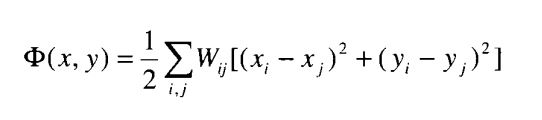 Φ(x, y) = 1/2 ∑_{i,j} W_{ij}[(x_i − x_j)^2 + (y_i − y_j)^2]